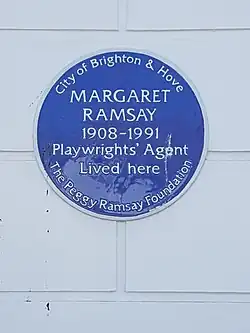 City of Brighton & Hove
MARGARET
RAMSAY
1908-1991
Playwrights' Agent
Lived here
The Peggy Ramsay Foundation